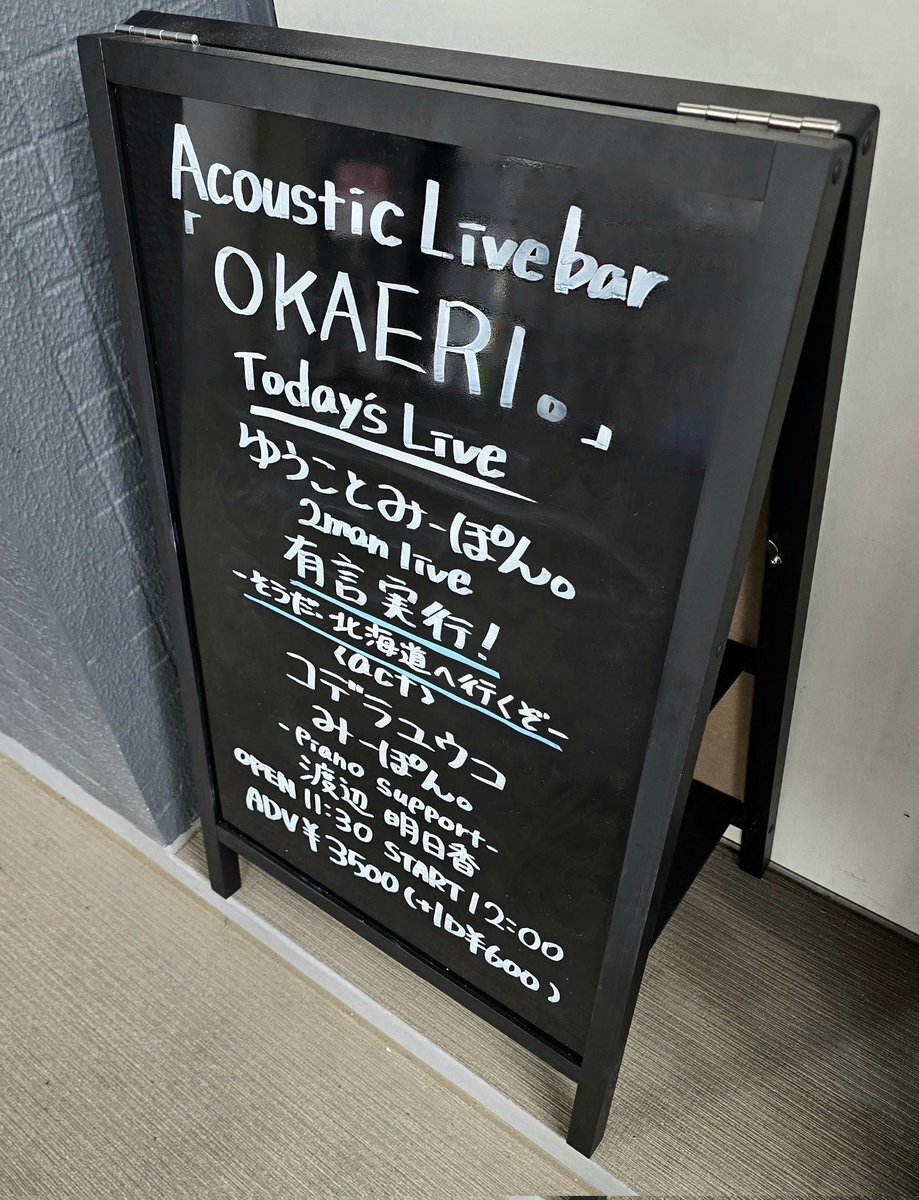 Acoustic Livebar
「OKAERI。」
Today's Live
ゆうことみーぽん。
2man live
有言実行！
-そうだ、北海道へ行くぞ-
<act>
コデラユウコ
みーぽん。
-Piano Support-
渡辺 明日香
OPEN 11:30 START 12:00
ADV¥3500(+1D¥600)